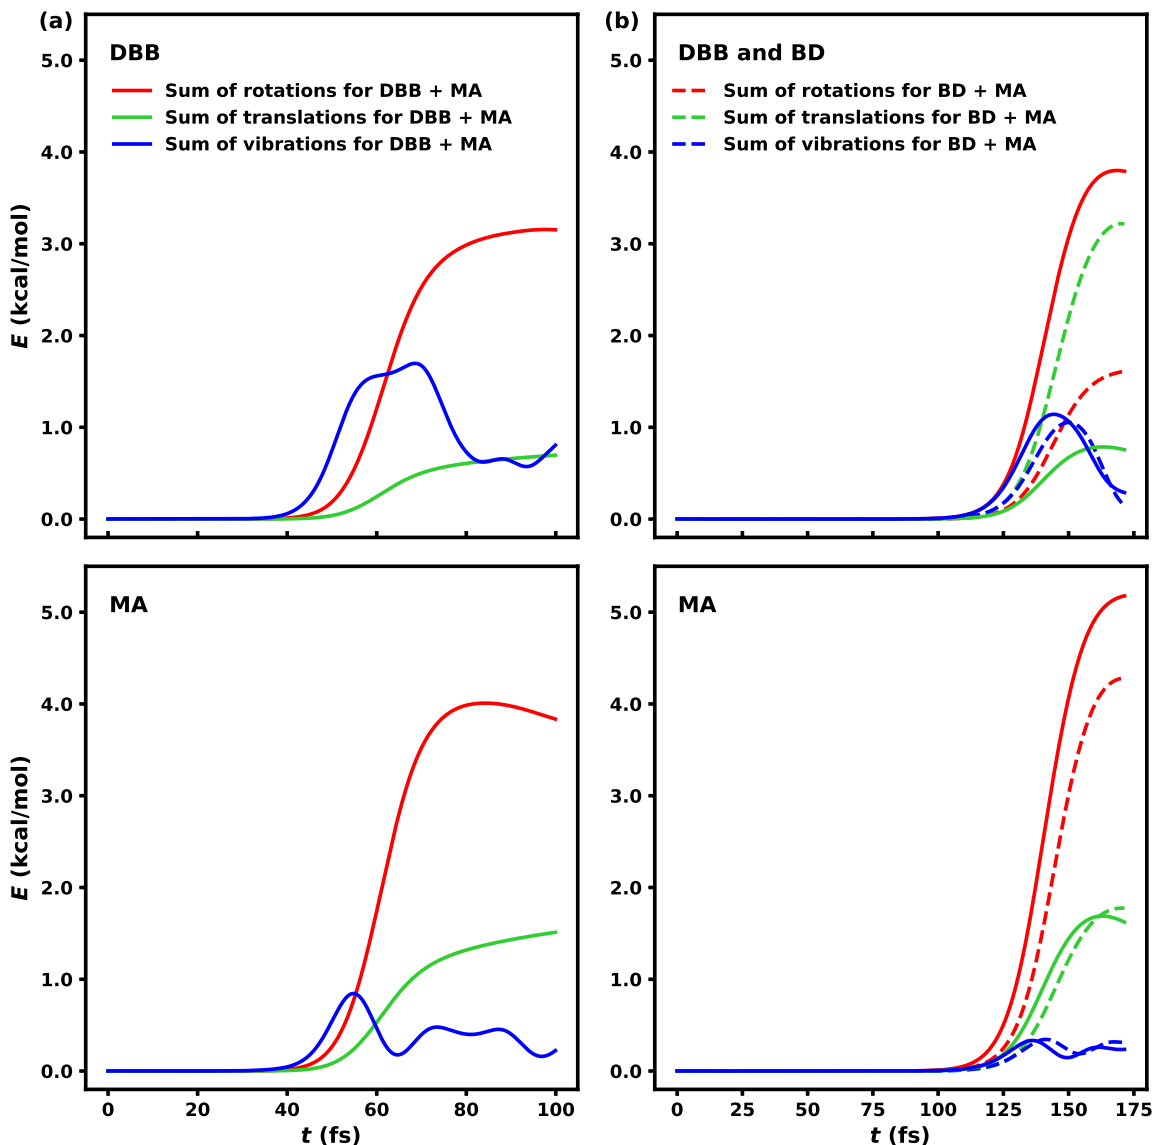 (a)
DBB
Sum of rotations for DBB + MA
Sum of translations for DBB + MA
Sum of vibrations for DBB + MA
5.0
4.0
3.0
2.0
1.0
0.0
E (kcal/mol)
(b)
DBB and BD
Sum of rotations for BD + MA
Sum of translations for BD + MA
Sum of vibrations for BD + MA
5.0
4.0
3.0
2.0
1.0
0.0
MA
5.0
4.0
3.0
2.0
1.0
0.0
E (kcal/mol)
0 20 40 60 80 100
t (fs)
MA
5.0
4.0
3.0
2.0
1.0
0.0
0 25 50 75 100 125 150 175
t (fs)